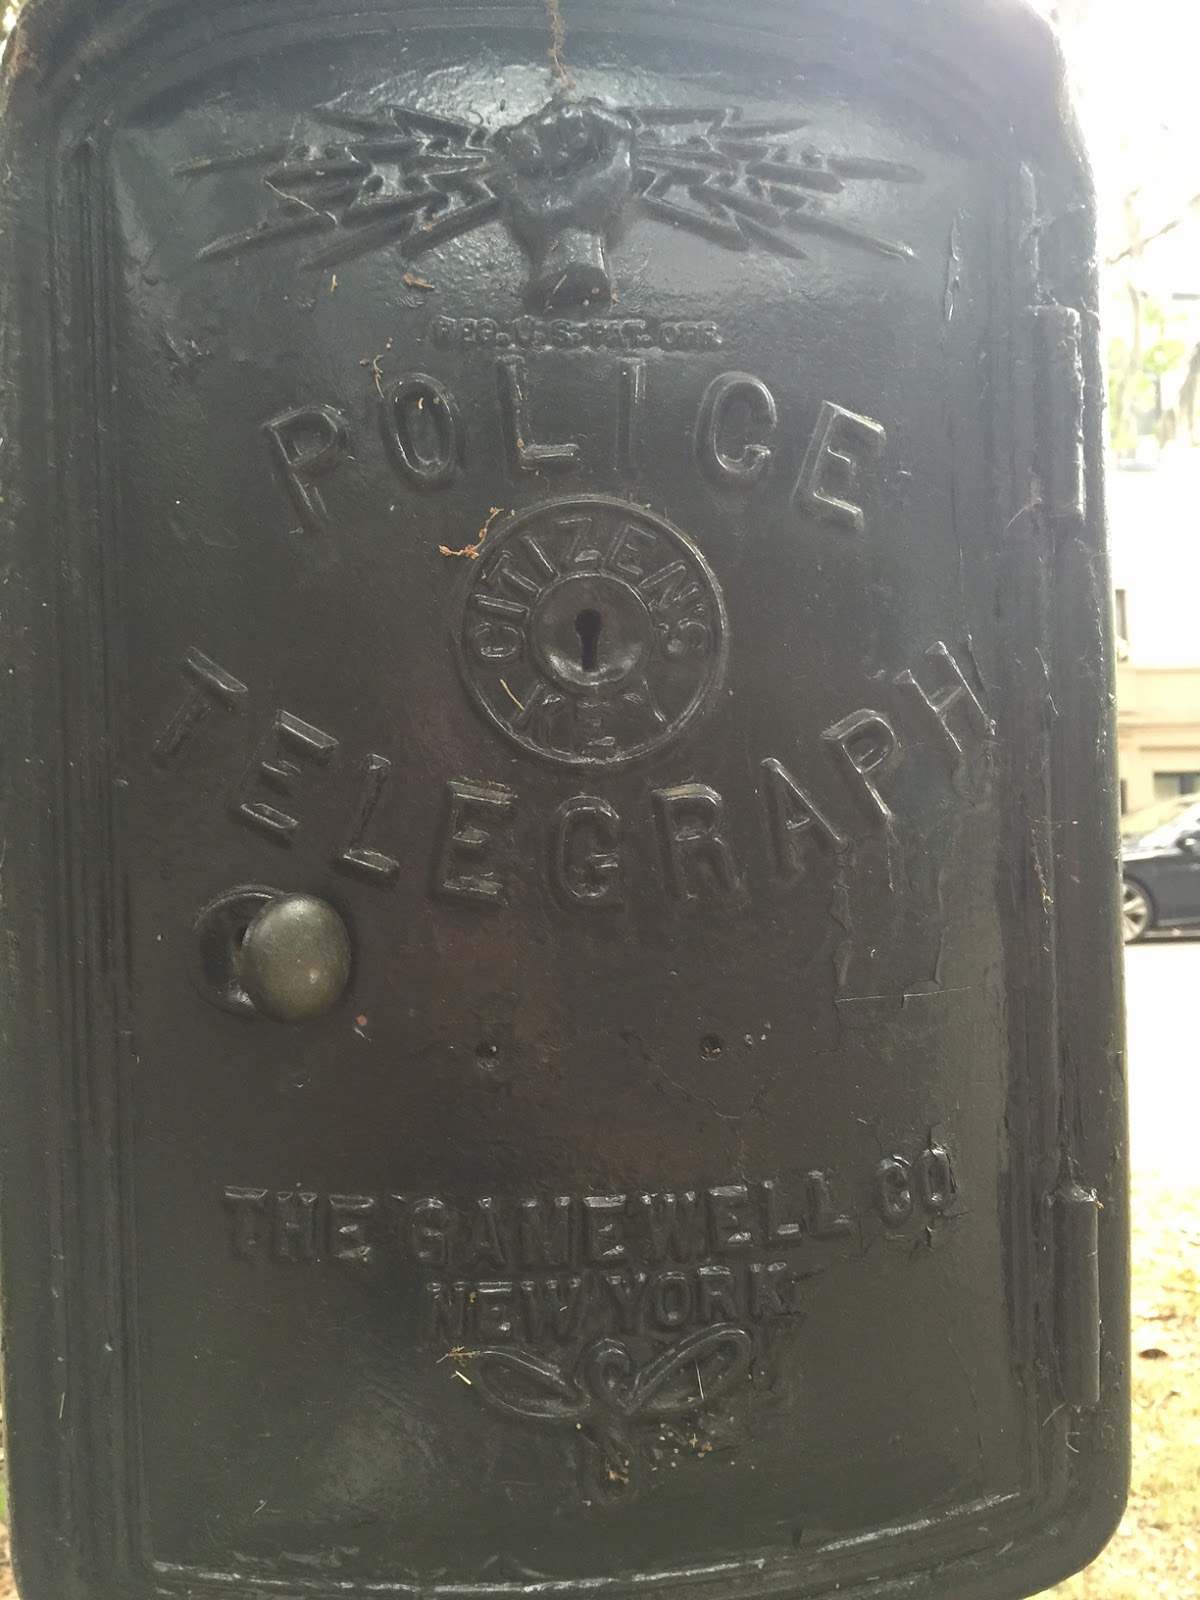 REG. U. S. PAT. OFF.
POLICE
CITIZEN'S
KEY
TELEGRAPH
THE GAMEWELL CO
NEW YORK